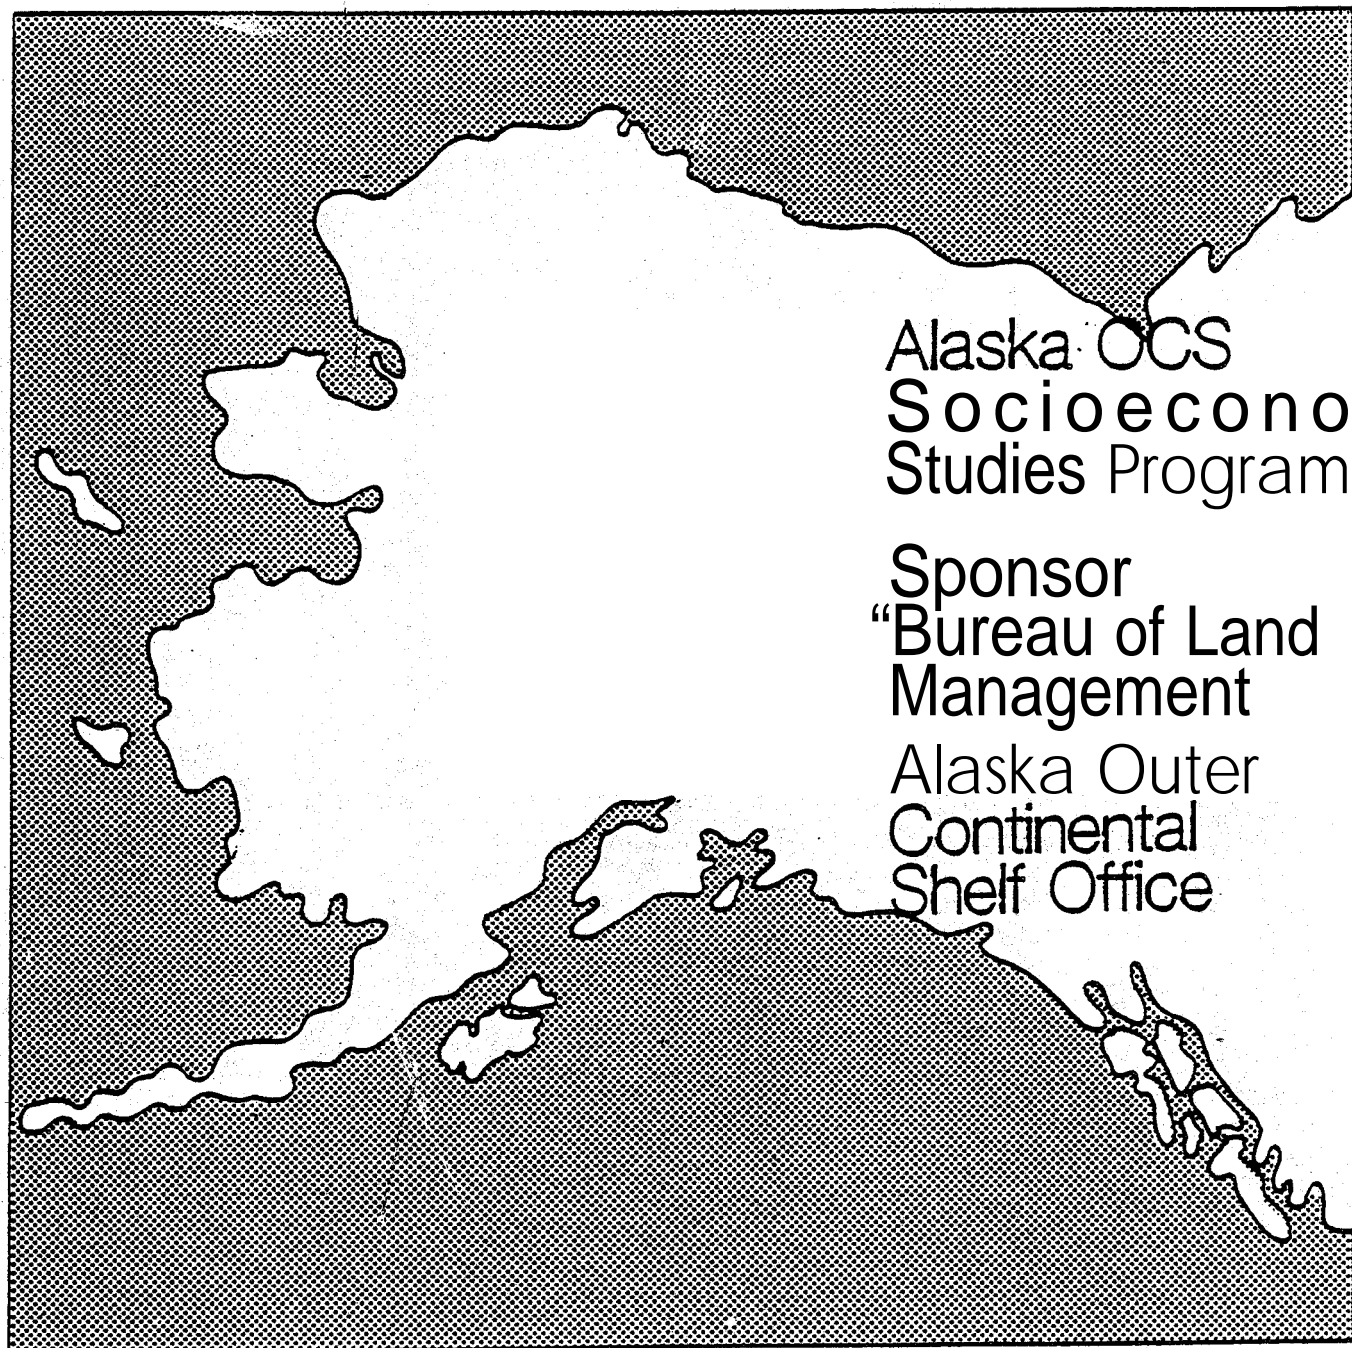 Alaska OCS
Socioecono
Studies Program
Sponsor
“Bureau of Land
Management
Alaska Outer
Continental
Shelf Office